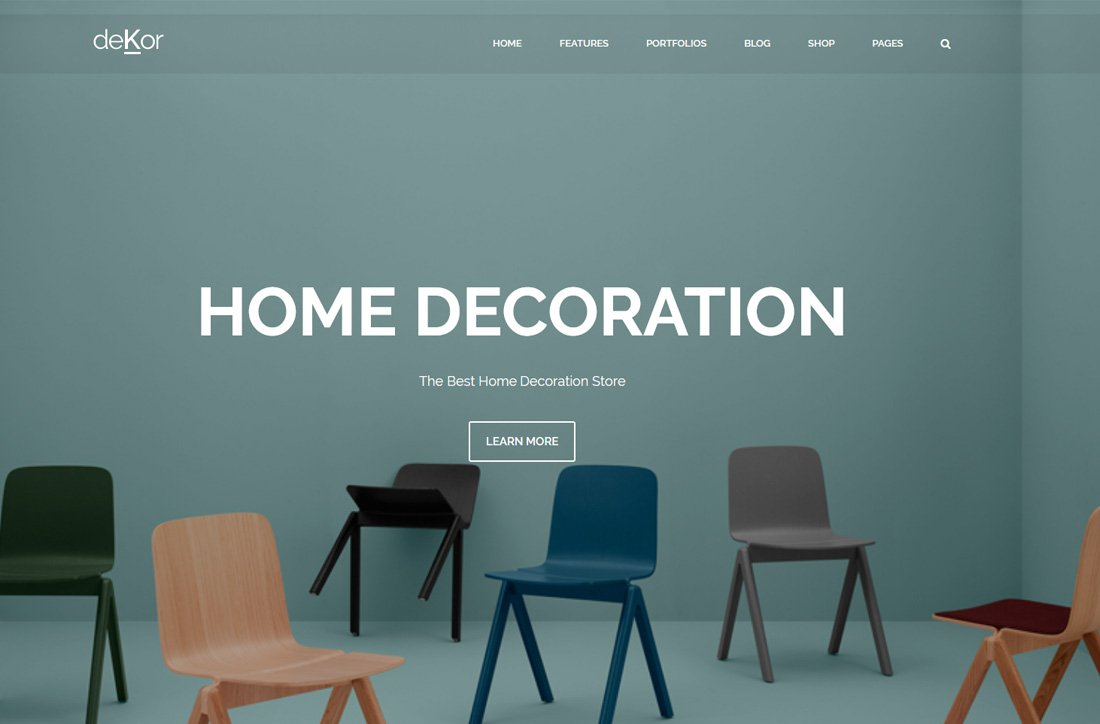 deKor
HOME FEATURES PORTFOLIOS BLOG SHOP PAGES
HOME DECORATION
The Best Home Decoration Store
LEARN MORE